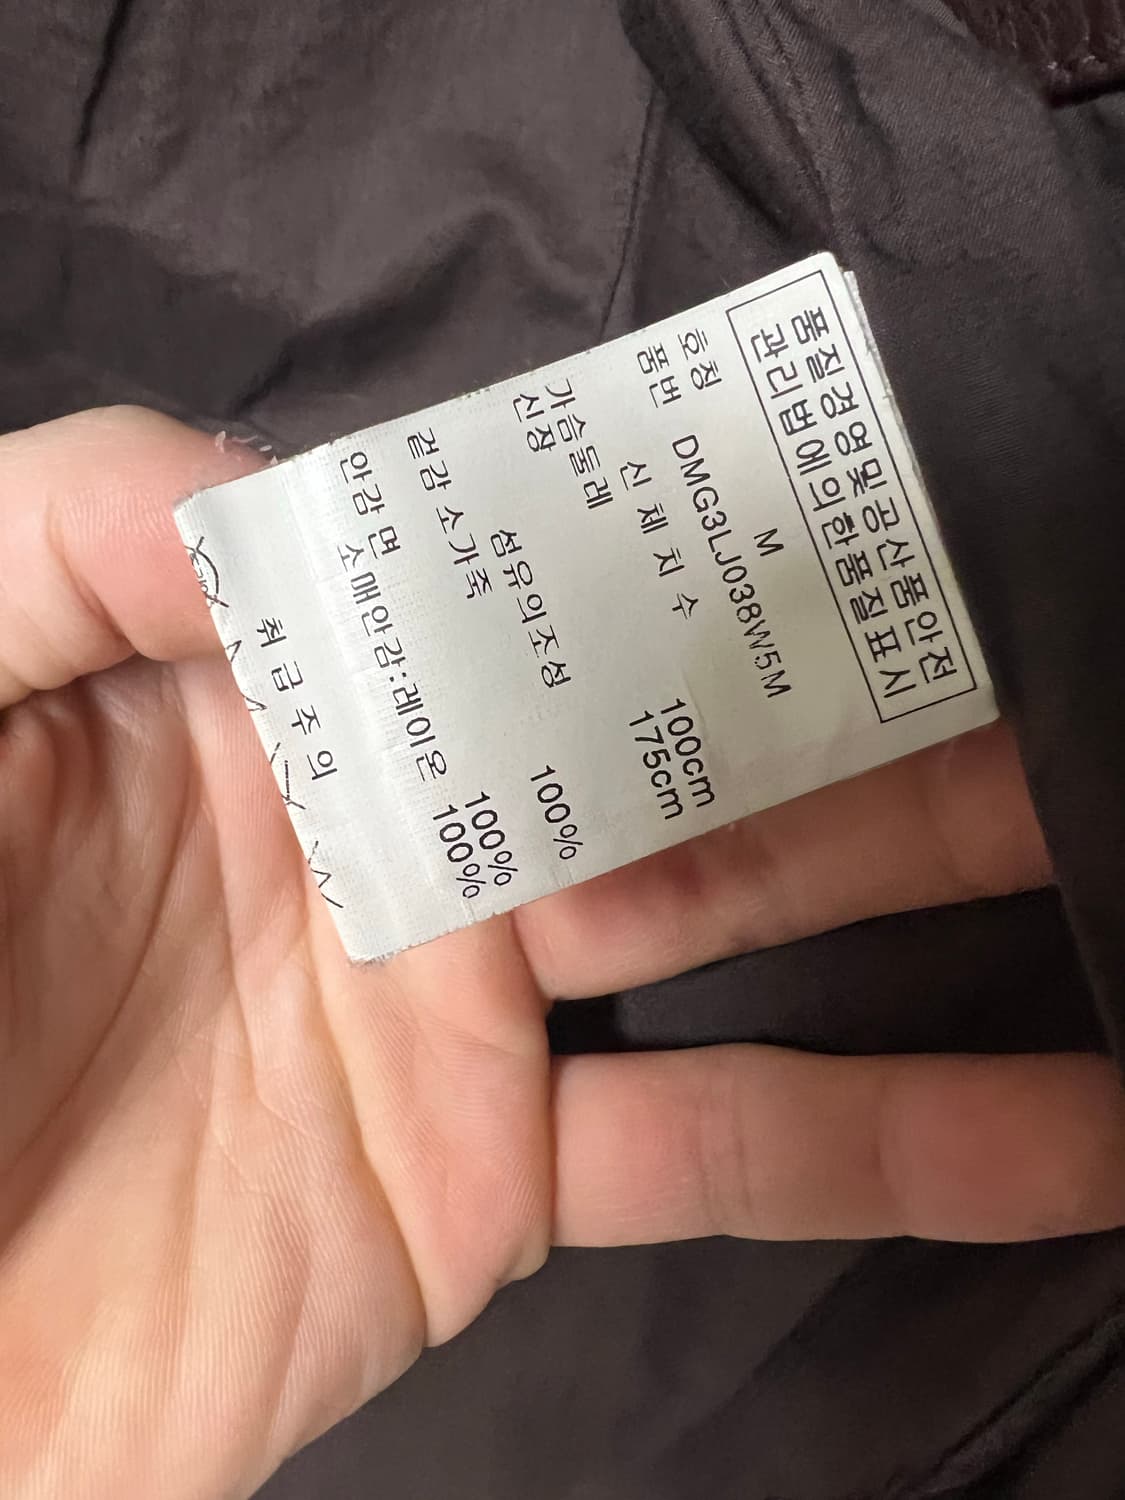 품질경영및공산품안전
관리법에의한품질표시
호칭 M
품번 DMG3LJ038W5M
신체치수
가슴둘레 100cm
신장 175cm
섬유의조성
겉감 소가죽 100%
안감 면 100%
소매안감:레이온 100%
취급주의